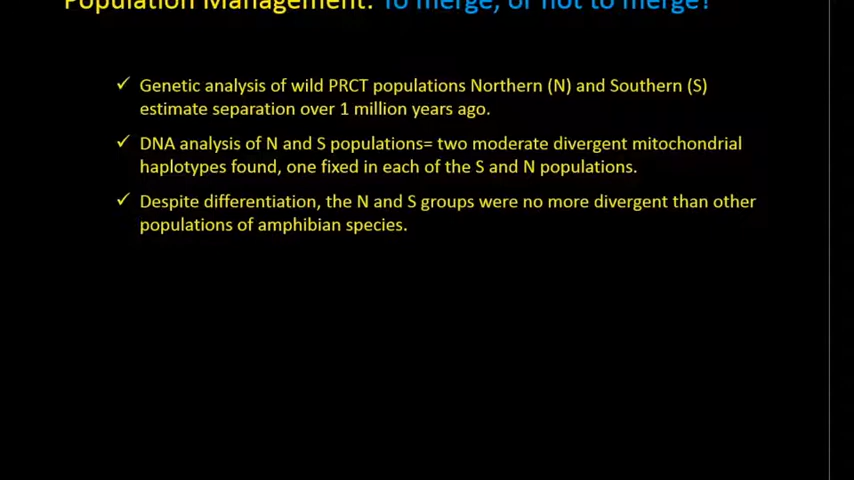 Population Management: To merge, or not to merge?
✓ Genetic analysis of wild PRCT populations Northern (N) and Southern (S)
estimate separation over 1 million years ago.
✓ DNA analysis of N and S populations= two moderate divergent mitochondrial
haplotypes found, one fixed in each of the S and N populations.
✓ Despite differentiation, the N and S groups were no more divergent than other
populations of amphibian species.